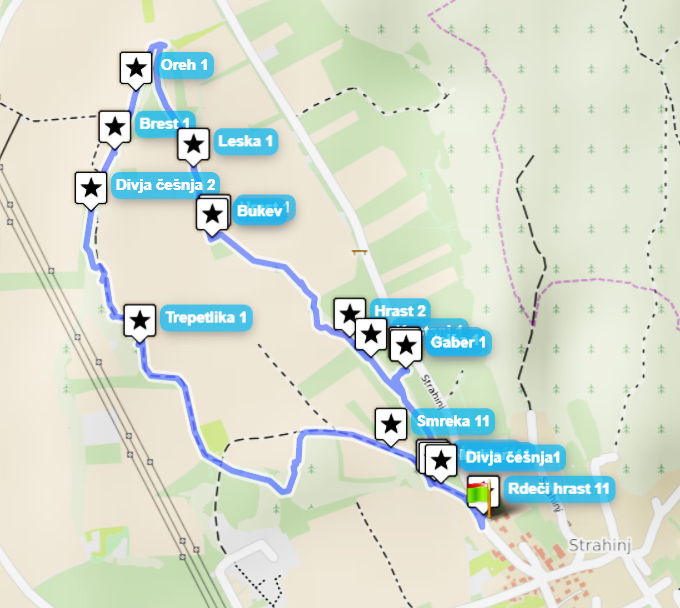 Oreh 1
Brest 1
Leska 1
Divja češnja 2
Bukev
Trepetlika 1
Hrast 2
Gaber 1
Strahinj
Smreka 11
Divja češnja1
Rdeči hrast 11
Strahinj